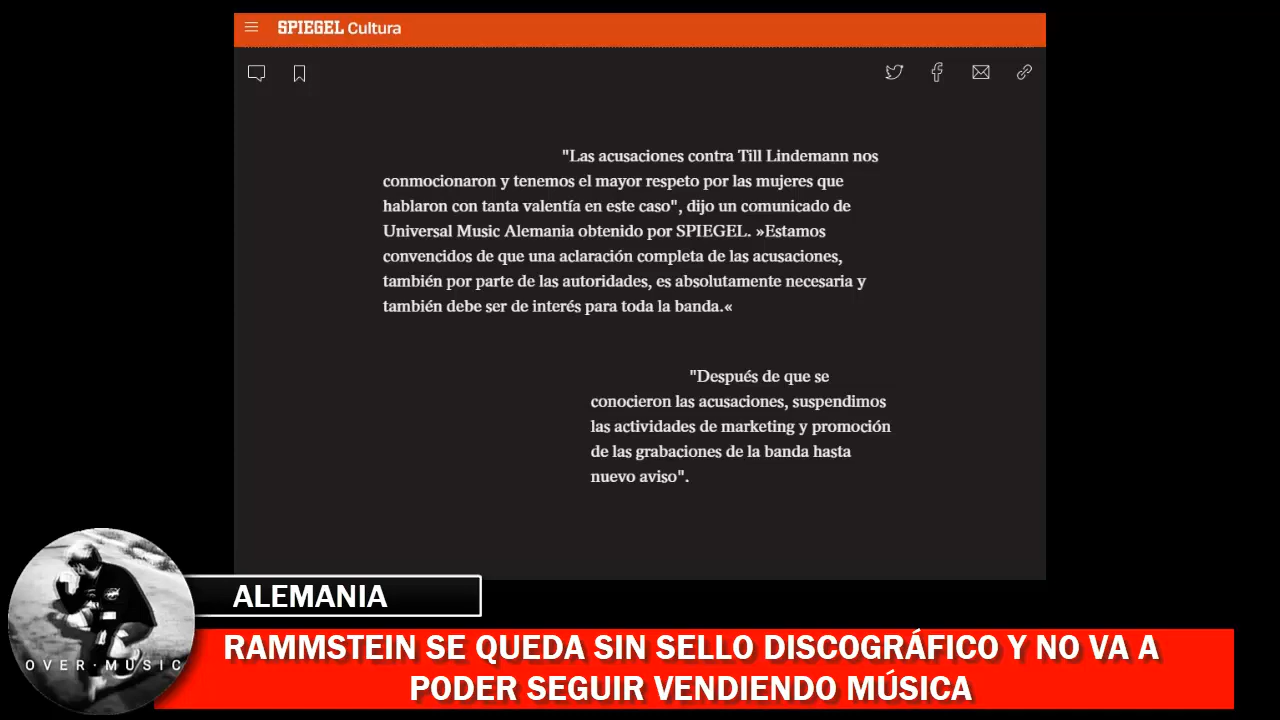 SPIEGEL Cultura
"Las acusaciones contra Till Lindemann nos
conmocionaron y tenemos el mayor respeto por las mujeres que
hablaron con tanta valentía en este caso", dijo un comunicado de
Universal Music Alemania obtenido por SPIEGEL. »Estamos
convencidos de que una aclaración completa de las acusaciones,
también por parte de las autoridades, es absolutamente necesaria y
también debe ser de interés para toda la banda.«
"Después de que se
conocieron las acusaciones, suspendimos
las actividades de marketing y promoción
de las grabaciones de la banda hasta
nuevo aviso".
OVER·MUSIC
ALEMANIA
RAMMSTEIN SE QUEDA SIN SELLO DISCOGRÁFICO Y NO VA A
PODER SEGUIR VENDIENDO MÚSICA